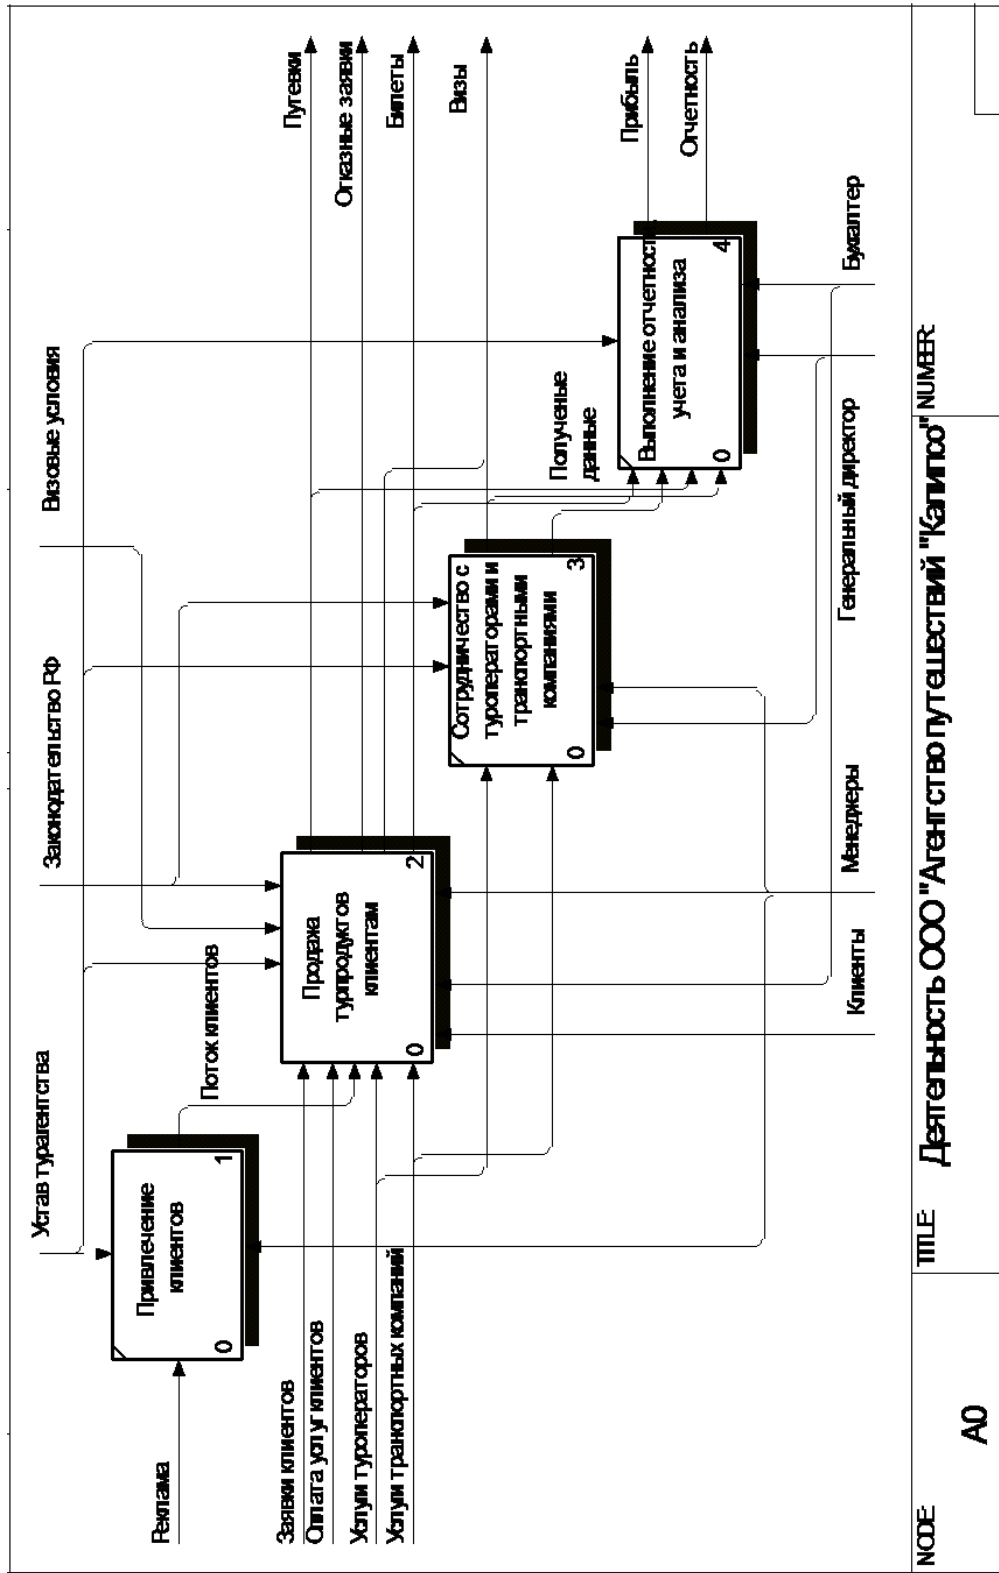 Устав турагентства
Законодательство РФ
Визовые условия
Реклама
Привлечение
клиентов
0
1
Поток клиентов
Заявки клиентов
Оплата услуг клиентов
Услуги туроператоров
Услуги транспортных компаний
Продажа
турпродуктов
клиентам
0
2
Сотрудничество с
туроператорами и
транпортными
компаниями
0
3
Полученые
данные
Выполнение отчетности,
учета и анализа
0
4
Путевки
Отказные заявки
Билеты
Визы
Прибыль
Отчетность
Клиенты
Менеджеры
Генеральный директор
Бухалтер
NODE:
A0
TITLE:
Деятельность ООО "Агентство путешествий "Калипсо"
NUMBER: